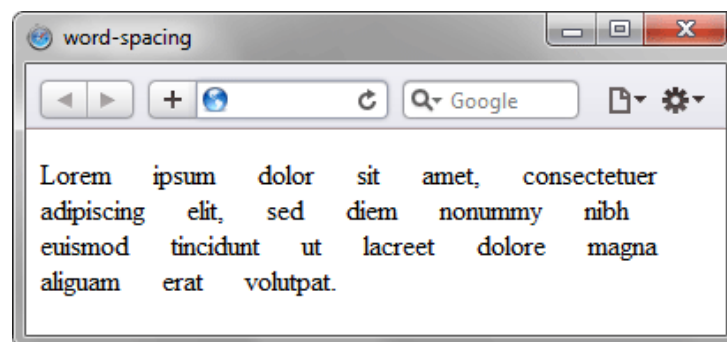 word-spacing
Google
Lorem ipsum dolor sit amet, consectetuer
adipiscing elit, sed diem nonummy nibh
euismod tincidunt ut lacreet dolore magna
aliguam erat volutpat.